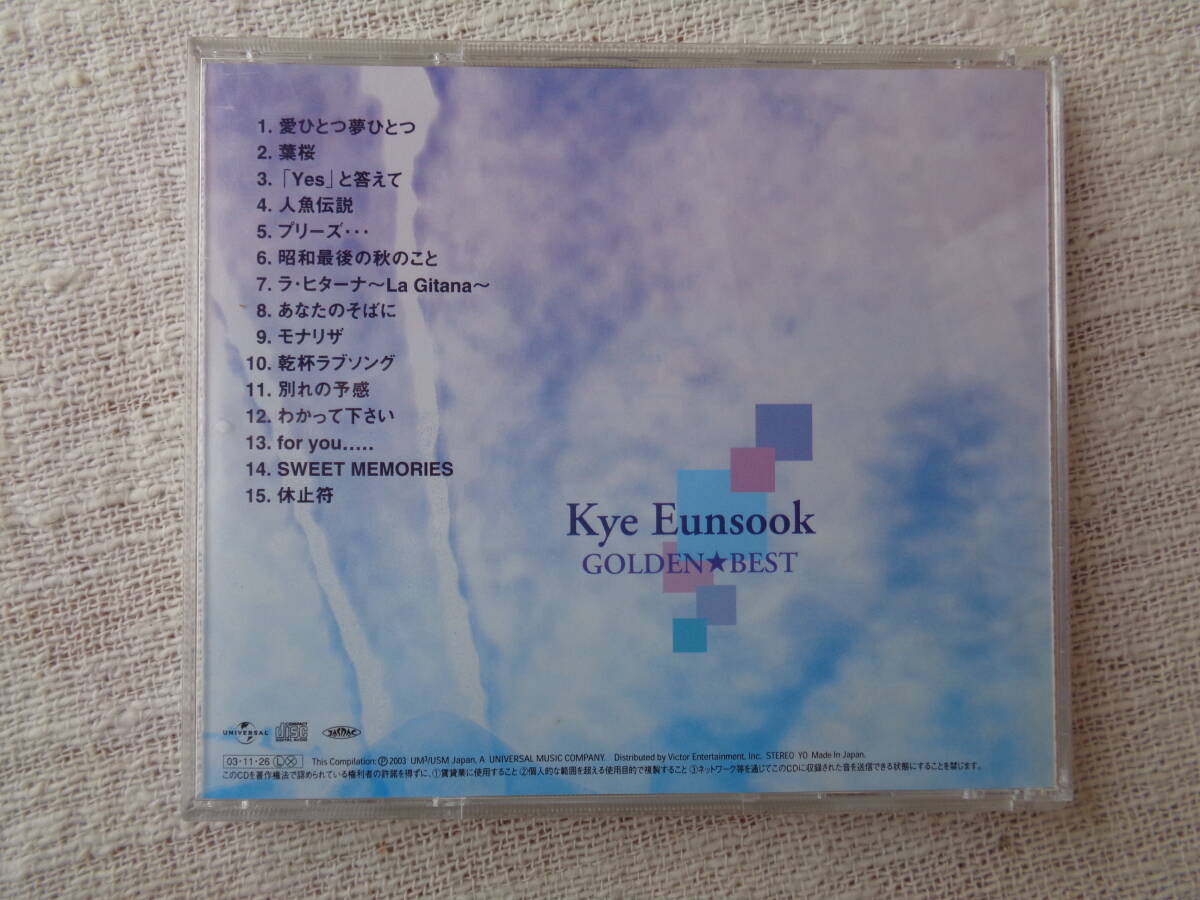 1. 愛ひとつ夢ひとつ
2. 葉桜
3. 「Yes」と答えて
4. 人魚伝説
5. プリーズ･･･
6. 昭和最後の秋のこと
7. ラ・ヒターナ〜La Gitana〜
8. あなたのそばに
9. モナリザ
10. 乾杯ラブソング
11. 別れの予感
12. わかって下さい
13. for you.....
14. SWEET MEMORIES
15. 休止符
Kye Eunsook
GOLDEN★BEST
UNIVERSAL COMPACT disc DIGITAL AUDIO JASRAC
03・11・26 Ⓛ Ⓧ This Compilation: Ⓟ 2003 UM³/USM Japan, A UNIVERSAL MUSIC COMPANY. Distributed by Victor Entertainment, Inc. STEREO YO Made In Japan.
このCDを著作権法で認められている権利者の許諾を得ずに、①賃貸業に使用すること ②個人的な範囲を超える使用目的で複製すること ③ネットワーク等を通じてこのCDに収録された音を送信できる状態にすることを禁じます。